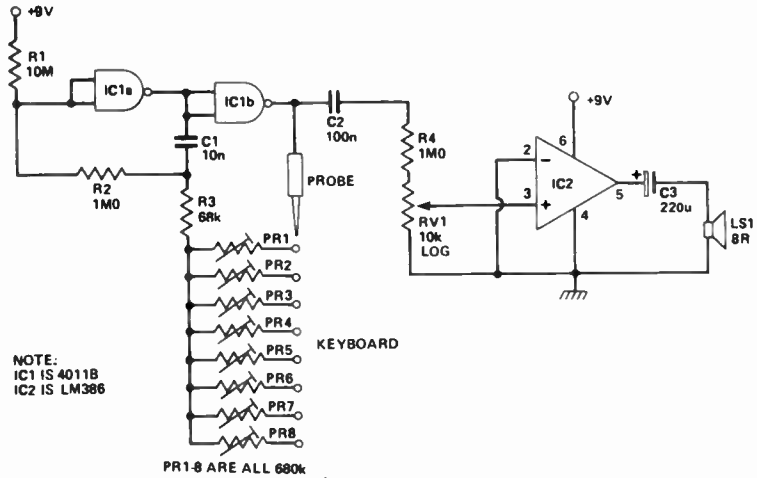 +9V
R1
10M
IC1a
IC1b
C1
10n
C2
100n
R2
1M0
R3
68k
PROBE
R4
1M0
RV1
10k
LOG
+9V
2
6
3
IC2
5
4
+
C3
220u
LS1
8R
PR1
PR2
PR3
PR4
PR5
PR6
PR7
PR8
KEYBOARD
NOTE:
IC1 IS 4011B
IC2 IS LM386
PR1-8 ARE ALL 680k